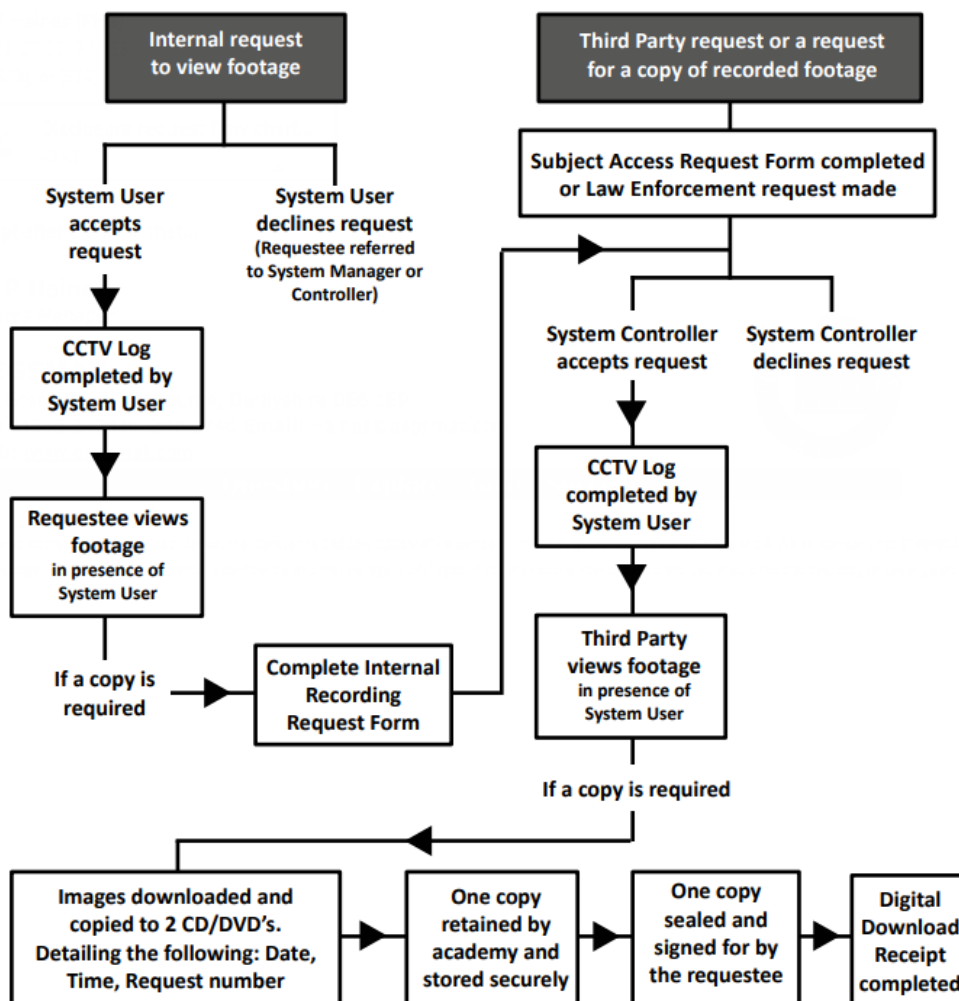 Internal request
to view footage
System User
accepts
request
System User
declines request
(Requestee referred
to System Manager or
Controller)
CCTV Log
completed by
System User
Requestee views
footage
in presence of
System User
If a copy is
required
Complete Internal
Recording
Request Form
Third Party request or a request
for a copy of recorded footage
Subject Access Request Form completed
or Law Enforcement request made
System Controller
accepts request
System Controller
declines request
CCTV Log
completed by
System User
Third Party
views footage
in presence of
System User
If a copy is required
Images downloaded and
copied to 2 CD/DVD’s.
Detailing the following: Date,
Time, Request number
One copy
retained by
academy and
stored securely
One copy
sealed and
signed for by
the requestee
Digital
Download
Receipt
completed